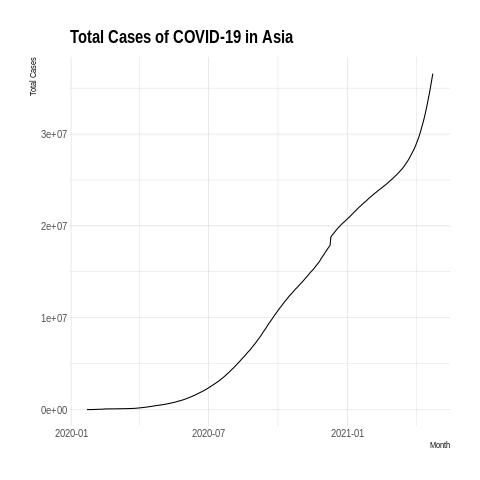 Total Cases of COVID-19 in Asia
Total Cases
3e+07
2e+07
1e+07
0e+00
2020-01 2020-07 2021-01
Month